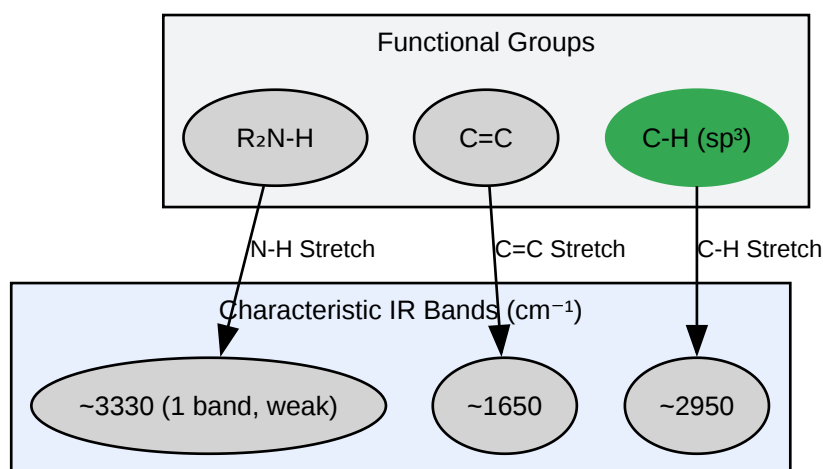 Functional Groups
R₂N-H
C=C
C-H (sp³)
N-H Stretch
C=C Stretch
C-H Stretch
Characteristic IR Bands (cm⁻¹)
~3330 (1 band, weak)
~1650
~2950